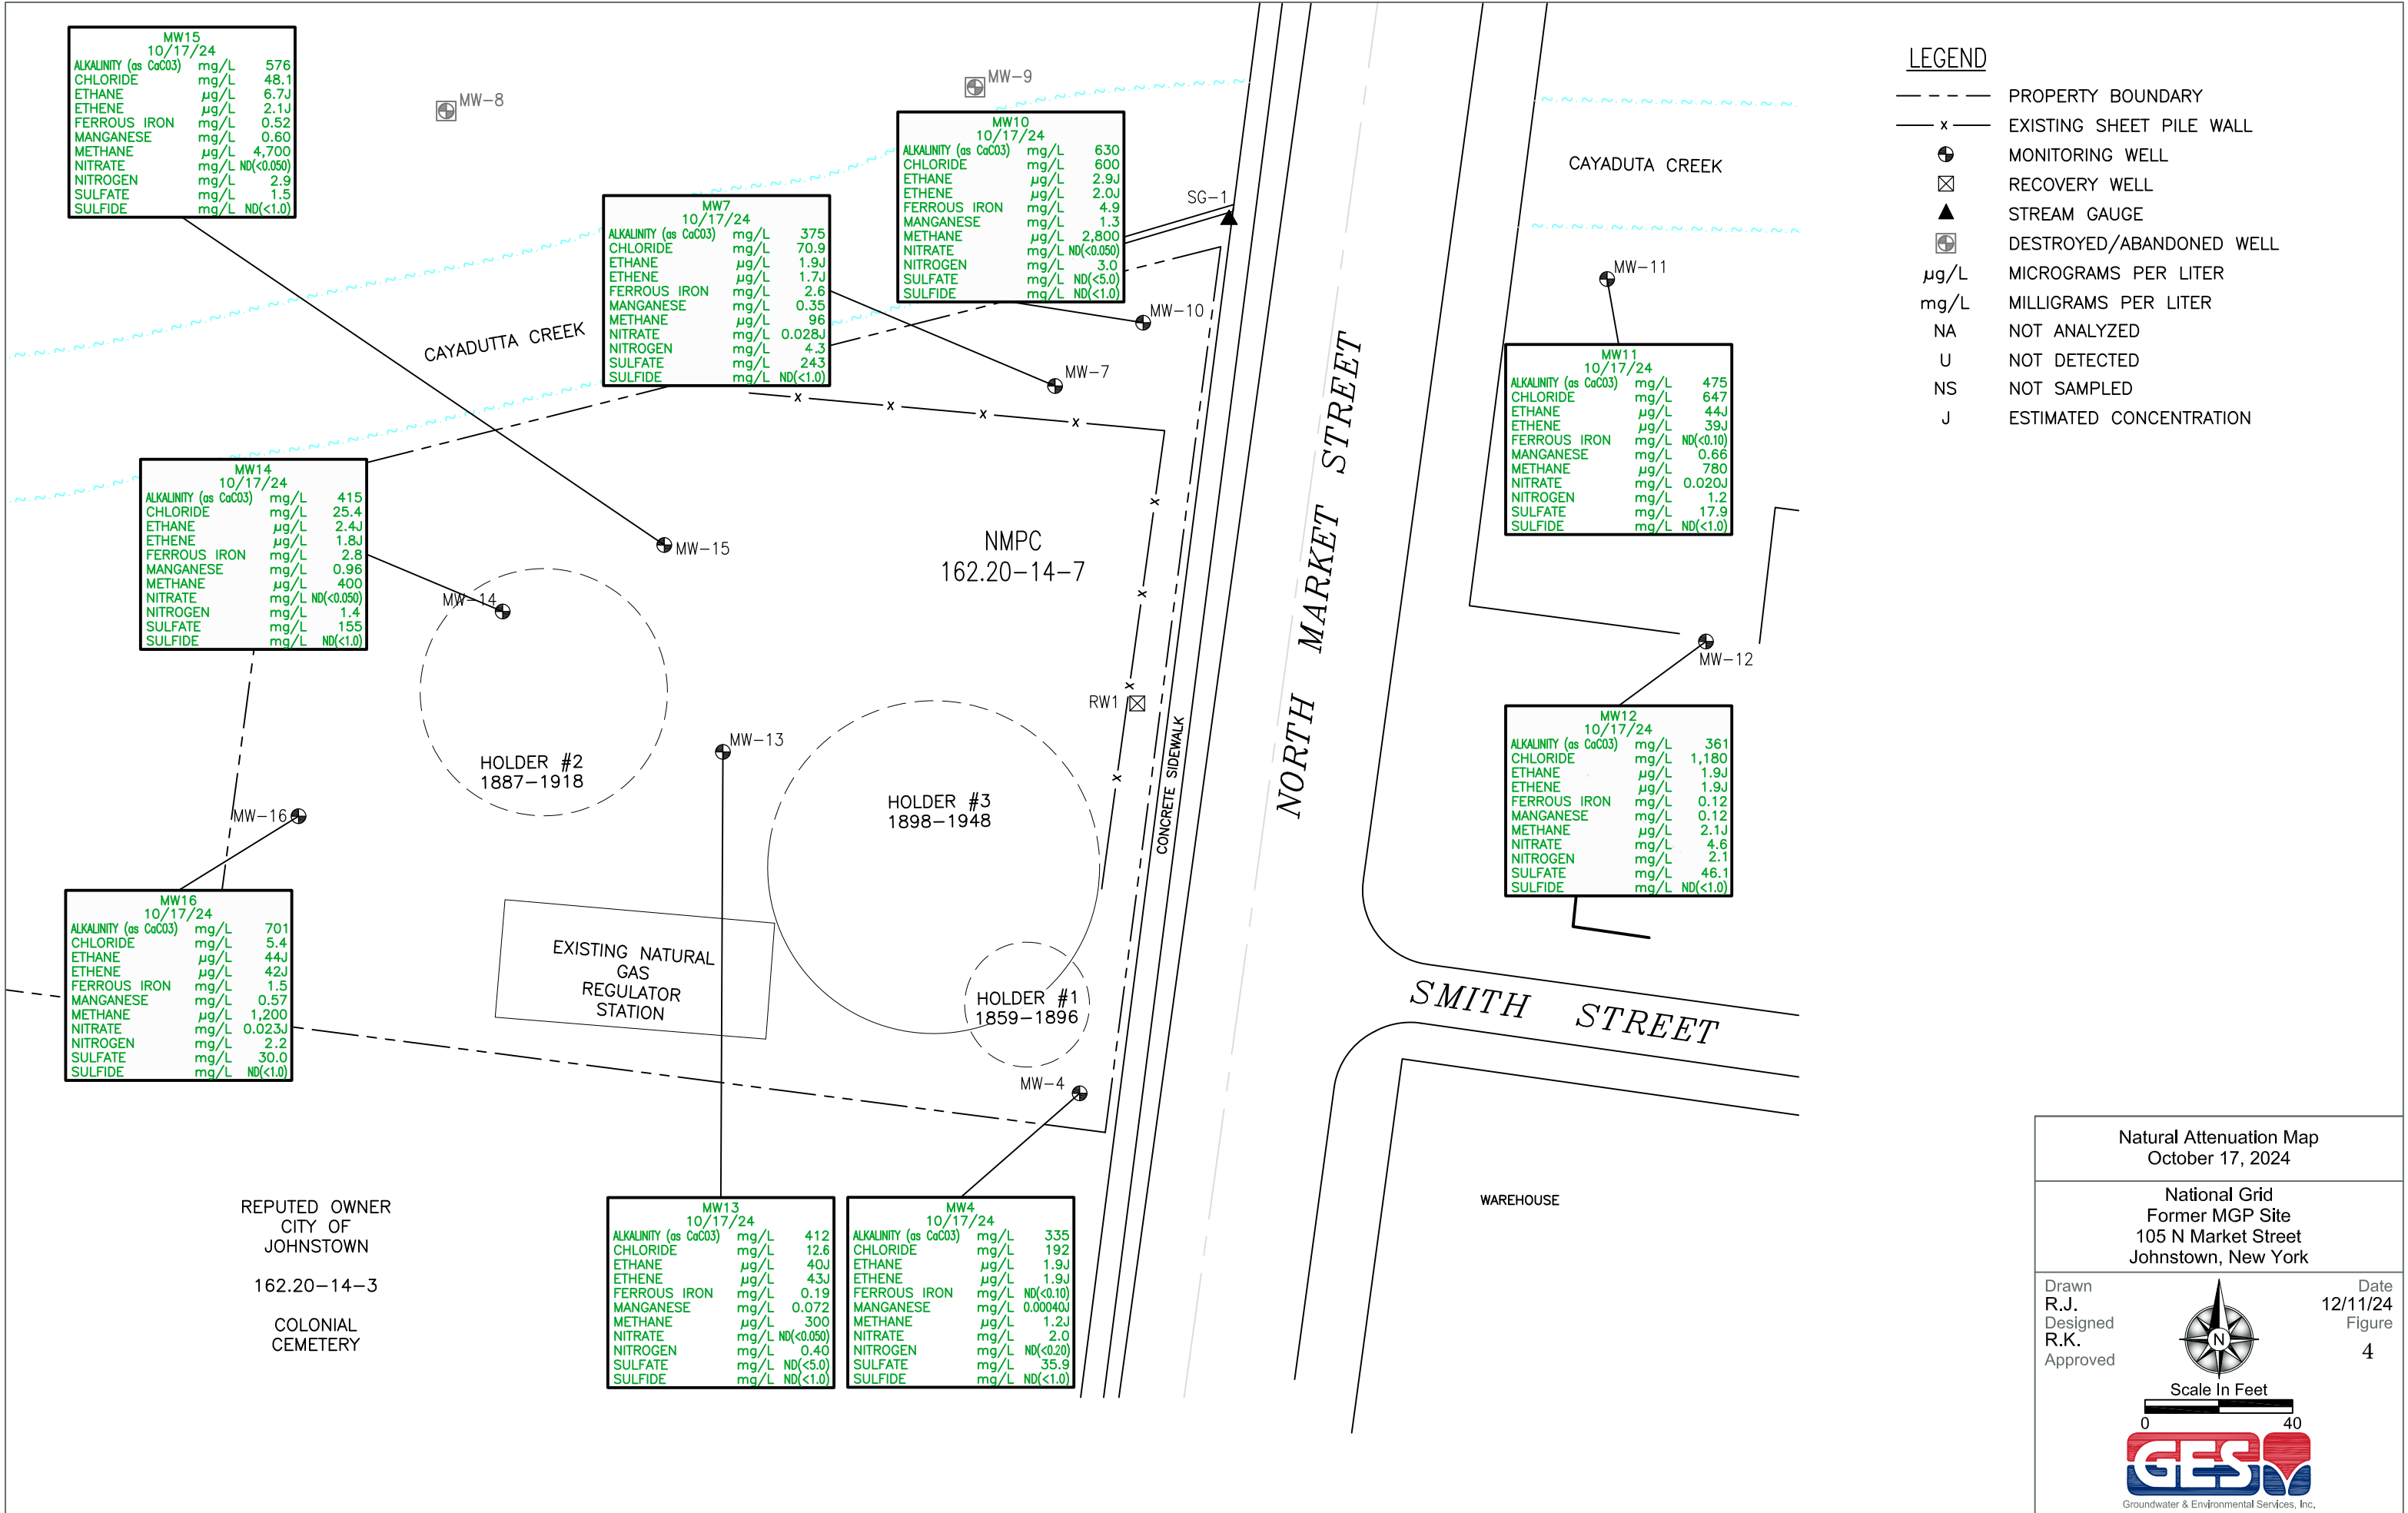 MW15
10/17/24
ALKALINITY (as CaCO3) mg/L 576
CHLORIDE mg/L 48.1
ETHANE µg/L 6.7J
ETHENE µg/L 2.1J
FERROUS IRON mg/L 0.52
MANGANESE mg/L 0.60
METHANE µg/L 4,700
NITRATE mg/L ND(<0.050)
NITROGEN mg/L 2.9
SULFATE mg/L 1.5
SULFIDE mg/L ND(<1.0)
MW-8
MW-9
MW10
10/17/24
ALKALINITY (as CaCO3) mg/L 630
CHLORIDE mg/L 600
ETHANE µg/L 2.9J
ETHENE µg/L 2.0J
FERROUS IRON mg/L 4.9
MANGANESE mg/L 1.3
METHANE µg/L 2,800
NITRATE mg/L ND(<0.050)
NITROGEN mg/L 3.0
SULFATE mg/L ND(<5.0)
SULFIDE mg/L ND(<1.0)
SG-1
MW-10
MW7
10/17/24
ALKALINITY (as CaCO3) mg/L 375
CHLORIDE mg/L 70.9
ETHANE µg/L 1.9J
ETHENE µg/L 1.7J
FERROUS IRON mg/L 2.6
MANGANESE mg/L 0.35
METHANE µg/L 96
NITRATE mg/L 0.028J
NITROGEN mg/L 4.3
SULFATE mg/L 243
SULFIDE mg/L ND(<1.0)
MW-7
CAYADUTTA CREEK
CAYADUTA CREEK
MW-11
MW11
10/17/24
ALKALINITY (as CaCO3) mg/L 475
CHLORIDE mg/L 647
ETHANE µg/L 44J
ETHENE µg/L 39J
FERROUS IRON mg/L ND(<0.10)
MANGANESE mg/L 0.66
METHANE µg/L 780
NITRATE mg/L 0.020J
NITROGEN mg/L 1.2
SULFATE mg/L 17.9
SULFIDE mg/L ND(<1.0)
LEGEND
PROPERTY BOUNDARY
x EXISTING SHEET PILE WALL
MONITORING WELL
RECOVERY WELL
STREAM GAUGE
DESTROYED/ABANDONED WELL
µg/L MICROGRAMS PER LITER
mg/L MILLIGRAMS PER LITER
NA NOT ANALYZED
U NOT DETECTED
NS NOT SAMPLED
J ESTIMATED CONCENTRATION
MW14
10/17/24
ALKALINITY (as CaCO3) mg/L 415
CHLORIDE mg/L 25.4
ETHANE µg/L 2.4J
ETHENE µg/L 1.8J
FERROUS IRON mg/L 2.8
MANGANESE mg/L 0.96
METHANE µg/L 400
NITRATE mg/L ND(<0.050)
NITROGEN mg/L 1.4
SULFATE mg/L 155
SULFIDE mg/L ND(<1.0)
MW-14
MW-15
NMPC
162.20-14-7
x x x x
x x x x
NORTH MARKET STREET
MW-12
MW12
10/17/24
ALKALINITY (as CaCO3) mg/L 361
CHLORIDE mg/L 1,180
ETHANE µg/L 1.9J
ETHENE µg/L 1.9J
FERROUS IRON mg/L 0.12
MANGANESE mg/L 0.12
METHANE µg/L 2.1J
NITRATE mg/L 4.6
NITROGEN mg/L 2.1
SULFATE mg/L 46.1
SULFIDE mg/L ND(<1.0)
RW1
CONCRETE SIDEWALK
HOLDER #2
1887-1918
MW-13
HOLDER #3
1898-1948
MW-16
MW16
10/17/24
ALKALINITY (as CaCO3) mg/L 701
CHLORIDE mg/L 5.4
ETHANE µg/L 44J
ETHENE µg/L 42J
FERROUS IRON mg/L 1.5
MANGANESE mg/L 0.57
METHANE µg/L 1,200
NITRATE mg/L 0.023J
NITROGEN mg/L 2.2
SULFATE mg/L 30.0
SULFIDE mg/L ND(<1.0)
EXISTING NATURAL
GAS
REGULATOR
STATION
HOLDER #1
1859-1896
MW-4
SMITH STREET
WAREHOUSE
REPUTED OWNER
CITY OF
JOHNSTOWN
162.20-14-3
COLONIAL
CEMETERY
MW13
10/17/24
ALKALINITY (as CaCO3) mg/L 412
CHLORIDE mg/L 12.6
ETHANE µg/L 40J
ETHENE µg/L 43J
FERROUS IRON mg/L 0.19
MANGANESE mg/L 0.072
METHANE µg/L 300
NITRATE mg/L ND(<0.050)
NITROGEN mg/L 0.40
SULFATE mg/L ND(<5.0)
SULFIDE mg/L ND(<1.0)
MW4
10/17/24
ALKALINITY (as CaCO3) mg/L 335
CHLORIDE mg/L 192
ETHANE µg/L 1.9J
ETHENE µg/L 1.9J
FERROUS IRON mg/L ND(<0.10)
MANGANESE mg/L 0.00040J
METHANE µg/L 1.2J
NITRATE mg/L 2.0
NITROGEN mg/L ND(<0.20)
SULFATE mg/L 35.9
SULFIDE mg/L ND(<1.0)
Natural Attenuation Map
October 17, 2024
National Grid
Former MGP Site
105 N Market Street
Johnstown, New York
Drawn
R.J.
Designed
R.K.
Approved
N
Date
12/11/24
Figure
4
Scale In Feet
0 40
GES
Groundwater & Environmental Services, Inc.